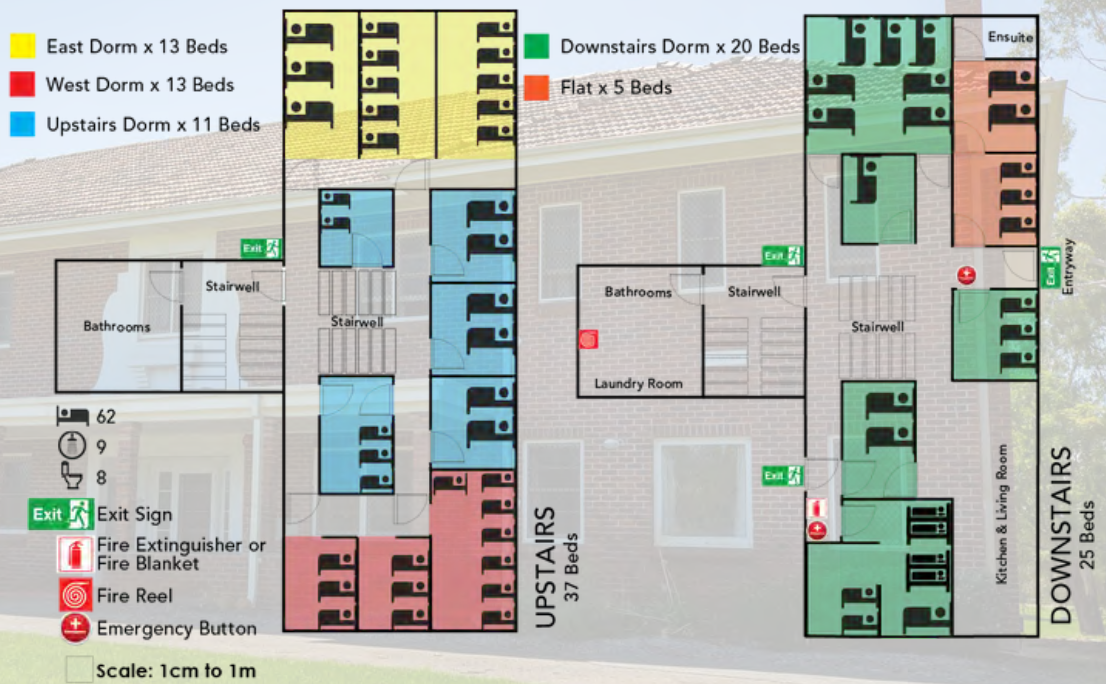 East Dorm x 13 Beds
West Dorm x 13 Beds
Upstairs Dorm x 11 Beds
Downstairs Dorm x 20 Beds
Flat x 5 Beds
Ensuite
Exit
Stairwell
Bathrooms
Stairwell
Exit
Bathrooms
Stairwell
Laundry Room
Stairwell
Exit
Entryway
Exit
Kitchen & Living Room
UPSTAIRS
37 Beds
DOWNSTAIRS
25 Beds
62
9
8
Exit
Exit Sign
Fire Extinguisher or
Fire Blanket
Fire Reel
Emergency Button
Scale: 1cm to 1m